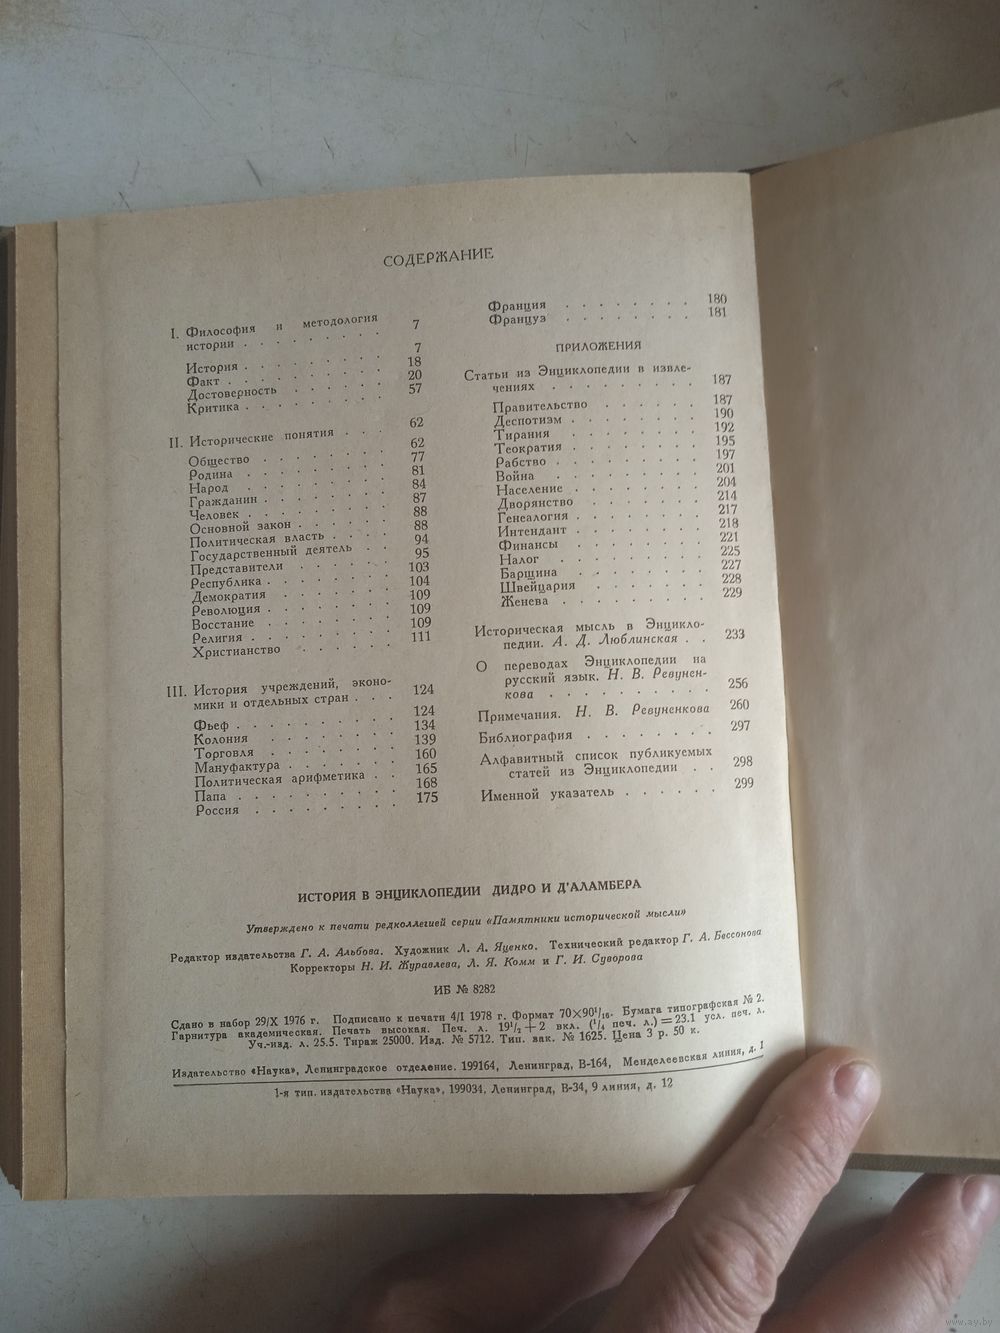 СОДЕРЖАНИЕ
I. Философия и методология
истории . . . . . . . . 7
История . . . . . . . . 7
Факт . . . . . . . . . 18
Достоверность . . . . . . 20
Критика . . . . . . . . 57
II. Исторические понятия . . . 62
Общество . . . . . . . 62
Родина . . . . . . . . 77
Народ . . . . . . . . 81
Гражданин . . . . . . . 84
Человек . . . . . . . . 87
Основной закон . . . . . 88
Политическая власть . . . 88
Государственный деятель . . 94
Представители . . . . . . 95
Республика . . . . . . . 103
Демократия . . . . . . . 104
Революция . . . . . . . 109
Восстание . . . . . . . 109
Религия . . . . . . . . 109
Христианство . . . . . . 111
III. История учреждений, эконо-
мики и отдельных стран . . . 124
Фьеф . . . . . . . . . 124
Колония . . . . . . . . 134
Торговля . . . . . . . 139
Мануфактура . . . . . . 160
Политическая арифметика . . 165
Папа . . . . . . . . . 168
Россия . . . . . . . . 175
Франция . . . . . . . . 180
Француз . . . . . . . . 181
ПРИЛОЖЕНИЯ
Статьи из Энциклопедии в извле-
чениях . . . . . . . . . 187
Правительство . . . . . . 187
Деспотизм . . . . . . . 190
Тирания . . . . . . . . 192
Теократия . . . . . . . 195
Рабство . . . . . . . . 197
Война . . . . . . . . 201
Население . . . . . . . 204
Дворянство . . . . . . . 214
Генеалогия . . . . . . . 217
Интендант . . . . . . . 218
Финансы . . . . . . . . 221
Налог . . . . . . . . 225
Барщина . . . . . . . . 227
Швейцария . . . . . . . 228
Женева . . . . . . . . 229
Историческая мысль в Энцикло-
педии. А. Д. Люблинская . . 233
О переводах Энциклопедии на
русский язык. Н. В. Ревунен-
кова . . . . . . . . . 256
Примечания. Н. В. Ревуненкова 260
Библиография . . . . . . . 297
Алфавитный список публикуемых
статей из Энциклопедии . . 298
Именной указатель . . . . . . 299
ИСТОРИЯ В ЭНЦИКЛОПЕДИИ ДИДРО И Д'АЛАМБЕРА
Утверждено к печати редколлегией серии «Памятники исторической мысли»
Редактор издательства Г. А. Альбова. Художник Л. А. Яценко. Технический редактор Г. А. Бессонова
Корректоры Н. И. Журавлева, Л. Я. Комм и Г. И. Суворова
ИБ № 8282
Сдано в набор 29/X 1976 г. Подписано к печати 4/I 1978 г. Формат 70×90¹/₁₆. Бумага типографская № 2.
Гарнитура академическая. Печать высокая. Печ. л. 19¹/₂ + 2 вкл. (¹/₄ печ. л.) = 23.1 усл. печ. л.
Уч.-изд. л. 25.5. Тираж 25000. Изд. № 5712. Тип. зак. № 1625. Цена 3 р. 50 к.
Издательство «Наука», Ленинградское отделение. 199164, Ленинград, В-164, Менделеевская линия, д. 1
1-я тип. издательства «Наука», 199034, Ленинград, В-34, 9 линия, д. 12
www.ay.by